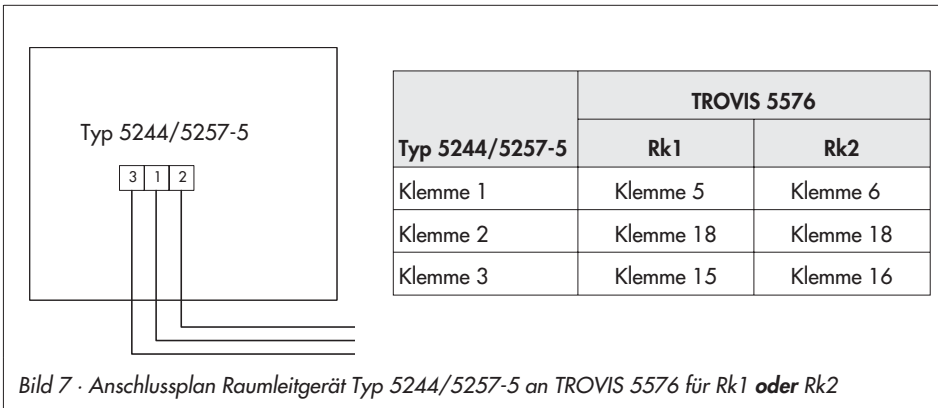 Typ 5244/5257-5
3 1 2
TROVIS 5576
Typ 5244/5257-5 Rk1 Rk2
Klemme 1 Klemme 5 Klemme 6
Klemme 2 Klemme 18 Klemme 18
Klemme 3 Klemme 15 Klemme 16
Bild 7 · Anschlussplan Raumleitgerät Typ 5244/5257-5 an TROVIS 5576 für Rk1 oder Rk2